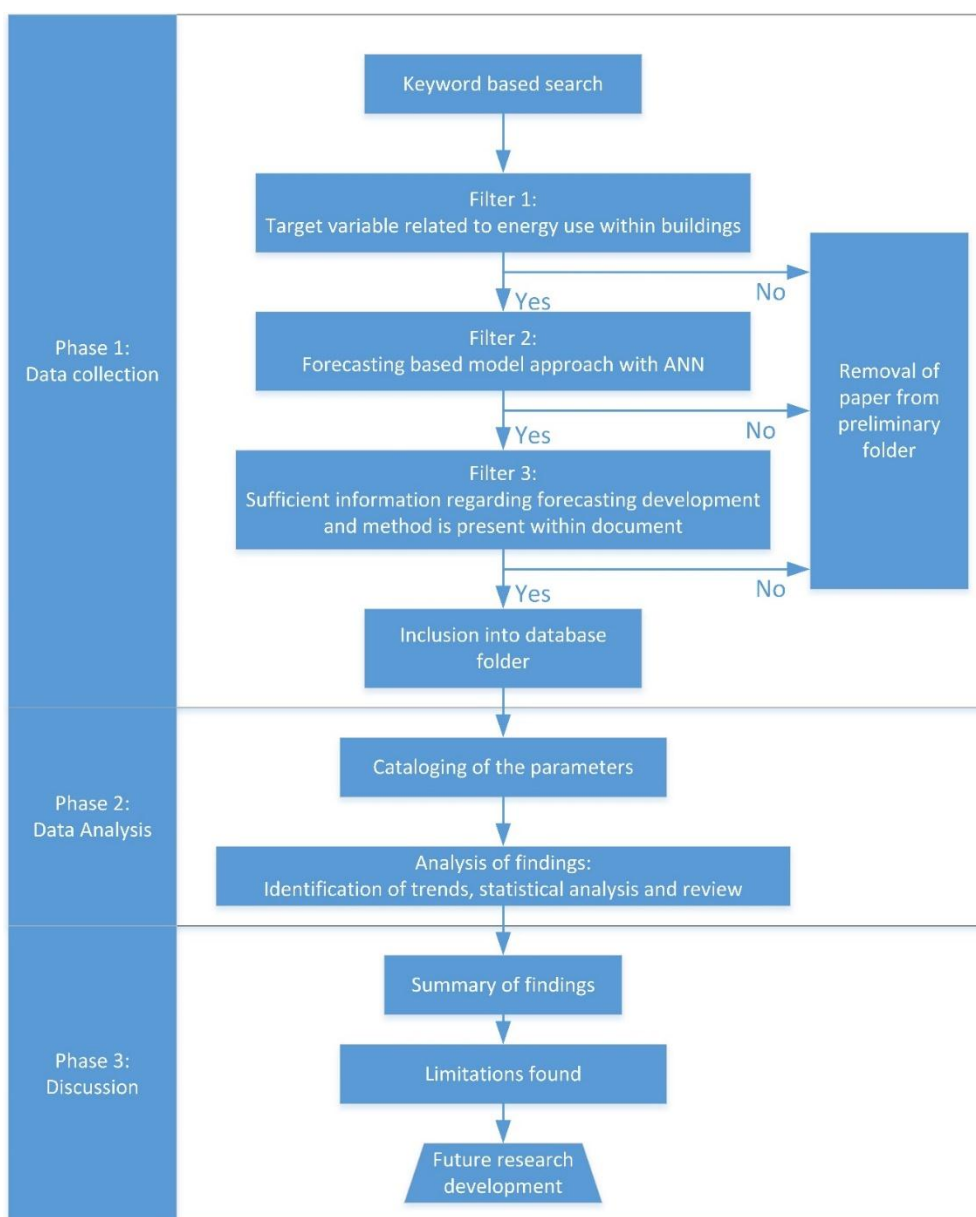 Keyword based search
Filter 1:
Target variable related to energy use within buildings
No
Yes
Filter 2:
Forecasting based model approach with ANN
Phase 1:
Data collection
Removal of
paper from
preliminary
folder
No
Yes
Filter 3:
Sufficient information regarding forecasting development
and method is present within document
No
Yes
Inclusion into database
folder
Phase 2:
Data Analysis
Cataloging of the parameters
Analysis of findings:
Identification of trends, statistical analysis and review
Phase 3:
Discussion
Summary of findings
Limitations found
Future research
development